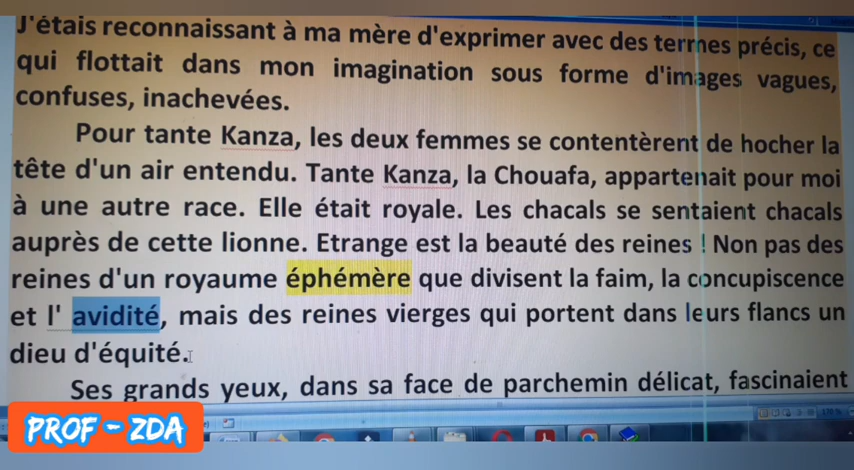 J'étais reconnaissant à ma mère d'exprimer avec des termes précis, ce
qui flottait dans mon imagination sous forme d'images vagues,
confuses, inachevées.
Pour tante Kanza, les deux femmes se contentèrent de hocher la
tête d'un air entendu. Tante Kanza, la Chouafa, appartenait pour moi
à une autre race. Elle était royale. Les chacals se sentaient chacals
auprès de cette lionne. Etrange est la beauté des reines ! Non pas des
reines d'un royaume éphémère que divisent la faim, la concupiscence
et l' avidité, mais des reines vierges qui portent dans leurs flancs un
dieu d'équité.
Ses grands yeux, dans sa face de parchemin délicat, fascinaient
PROF - ZDA
170 %